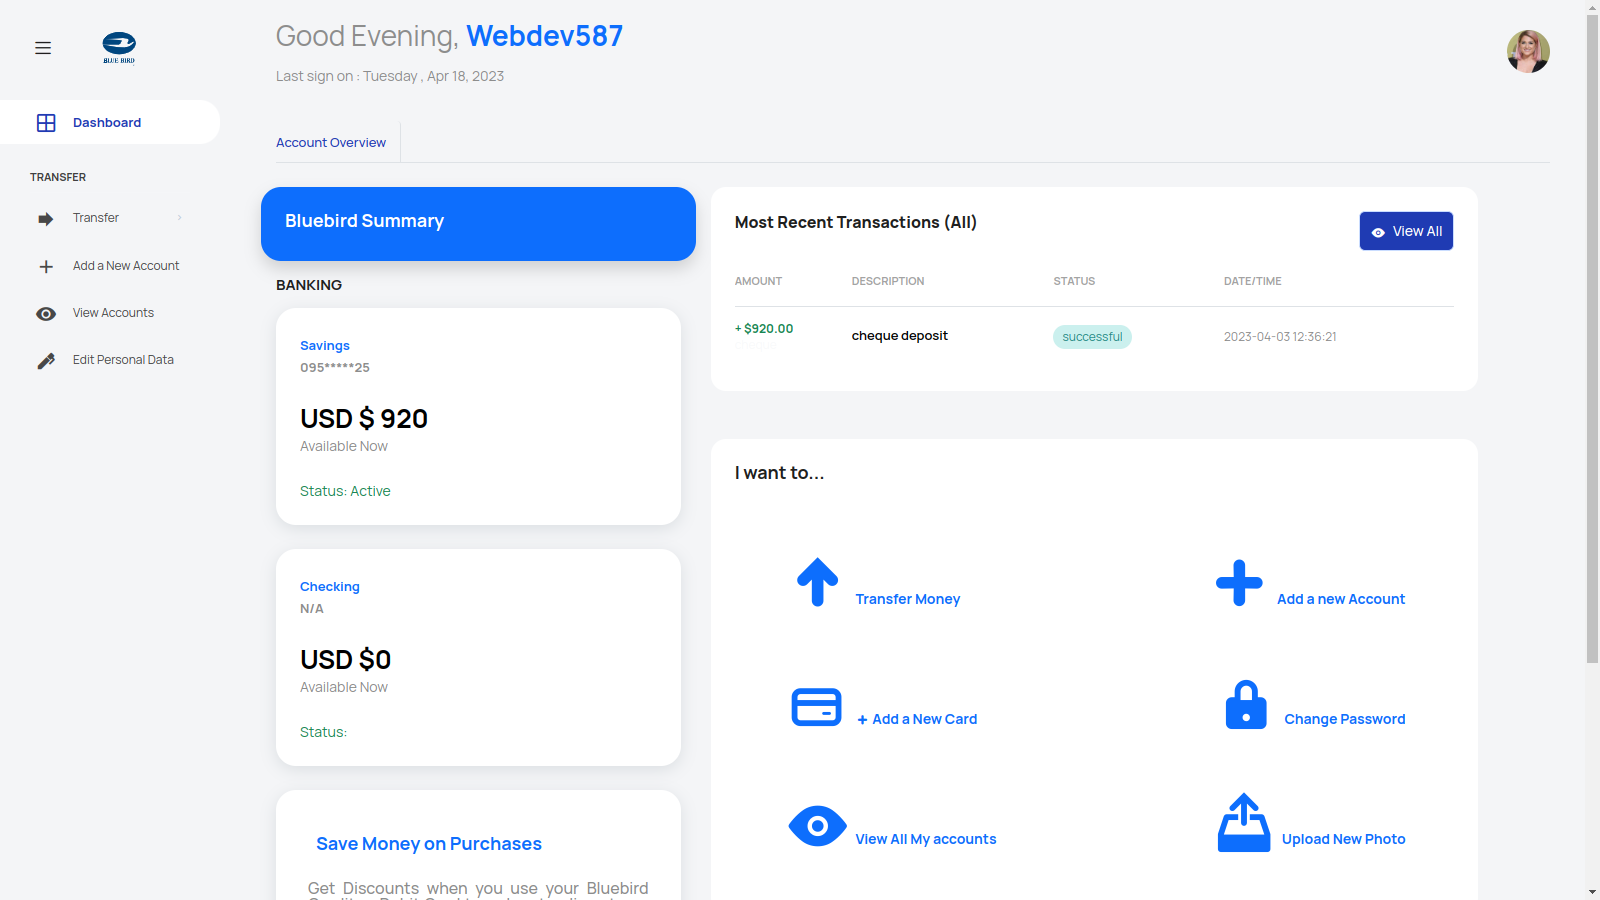 BLUE BIRD
Good Evening, Webdev587
Last sign on : Tuesday , Apr 18, 2023
Dashboard
TRANSFER
Transfer
Add a New Account
View Accounts
Edit Personal Data
Account Overview
Bluebird Summary
BANKING
Savings
095*****25
USD $ 920
Available Now
Status: Active
Checking
N/A
USD $0
Available Now
Status:
Save Money on Purchases
Get Discounts when you use your Bluebird
Most Recent Transactions (All)
View All
AMOUNT DESCRIPTION STATUS DATE/TIME
+ $920.00 cheque deposit successful 2023-04-03 12:36:21
I want to...
Transfer Money
Add a new Account
+ Add a New Card
Change Password
View All My accounts
Upload New Photo